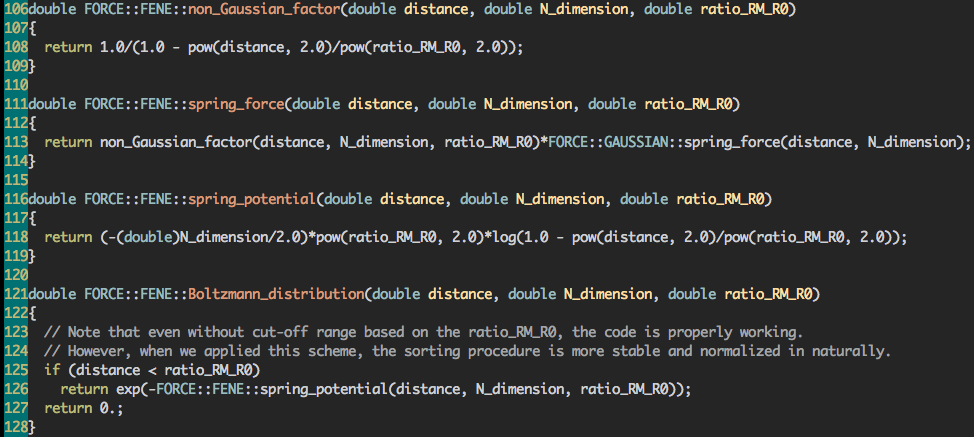 106double FORCE::FENE::non_Gaussian_factor(double distance, double N_dimension, double ratio_RM_R0)
107{
108  return 1.0/(1.0 - pow(distance, 2.0)/pow(ratio_RM_R0, 2.0));
109}
110
111double FORCE::FENE::spring_force(double distance, double N_dimension, double ratio_RM_R0)
112{
113  return non_Gaussian_factor(distance, N_dimension, ratio_RM_R0)*FORCE::GAUSSIAN::spring_force(distance, N_dimension);
114}
115
116double FORCE::FENE::spring_potential(double distance, double N_dimension, double ratio_RM_R0)
117{
118  return (-(double)N_dimension/2.0)*pow(ratio_RM_R0, 2.0)*log(1.0 - pow(distance, 2.0)/pow(ratio_RM_R0, 2.0));
119}
120
121double FORCE::FENE::Boltzmann_distribution(double distance, double N_dimension, double ratio_RM_R0)
122{
123  // Note that even without cut-off range based on the ratio_RM_R0, the code is properly working.
124  // However, when we applied this scheme, the sorting procedure is more stable and normalized in naturally.
125  if (distance < ratio_RM_R0)
126    return exp(-FORCE::FENE::spring_potential(distance, N_dimension, ratio_RM_R0));
127  return 0.;
128}